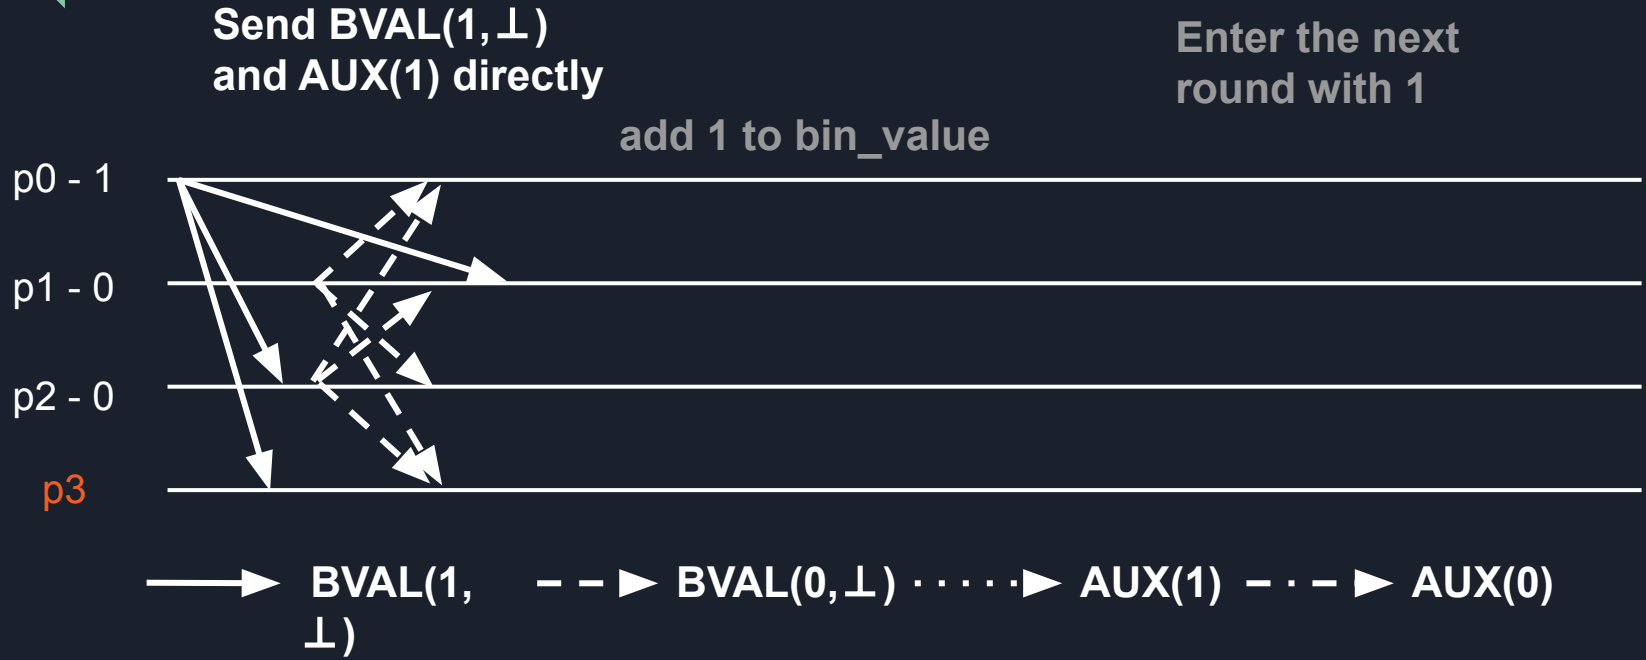 Send BVAL(1,⊥)
and AUX(1) directly
Enter the next
round with 1
add 1 to bin_value
p0 - 1
p1 - 0
p2 - 0
p3
BVAL(1,
⊥)
BVAL(0,⊥)
AUX(1)
AUX(0)